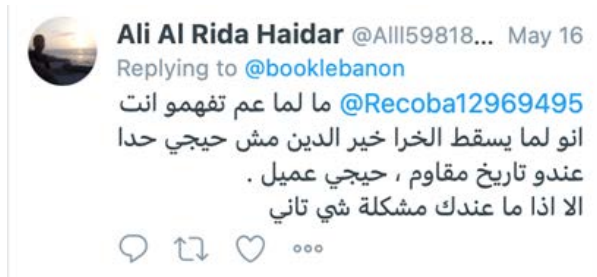 Ali Al Rida Haidar @Alll59818... May 16
Replying to @booklebanon
@Recoba12969495 ما لما عم تفهمو انت
انو لما يسقط الخرا خير الدين مش حيجي حدا
عندو تاريخ مقاوم ، حيجي عميل .
الا اذا ما عندك مشكلة شي تاني